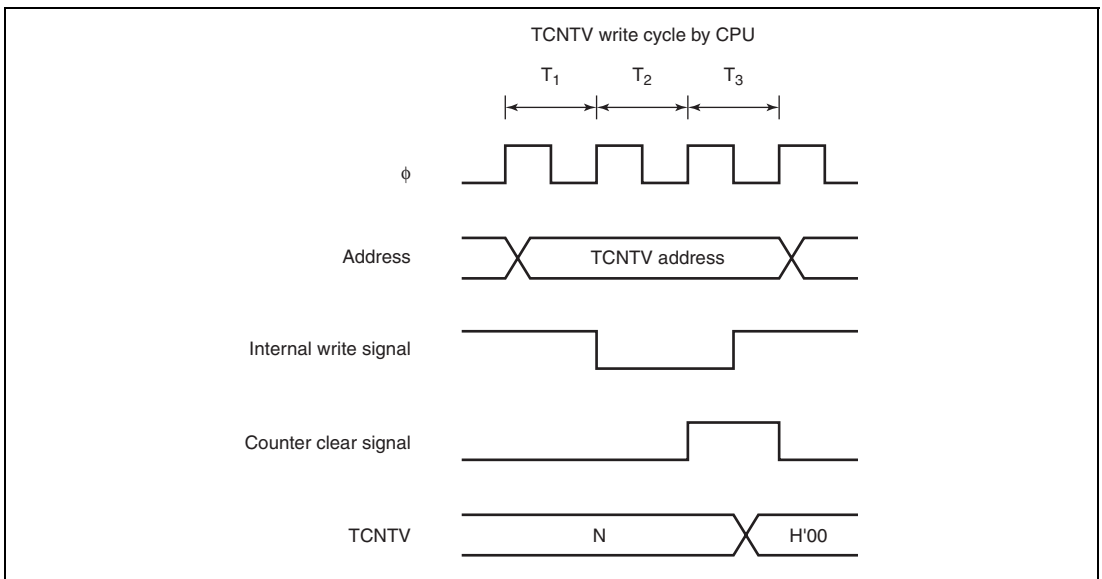 TCNTV write cycle by CPU
T1 T2 T3
ϕ
Address TCNTV address
Internal write signal
Counter clear signal
TCNTV N H'00